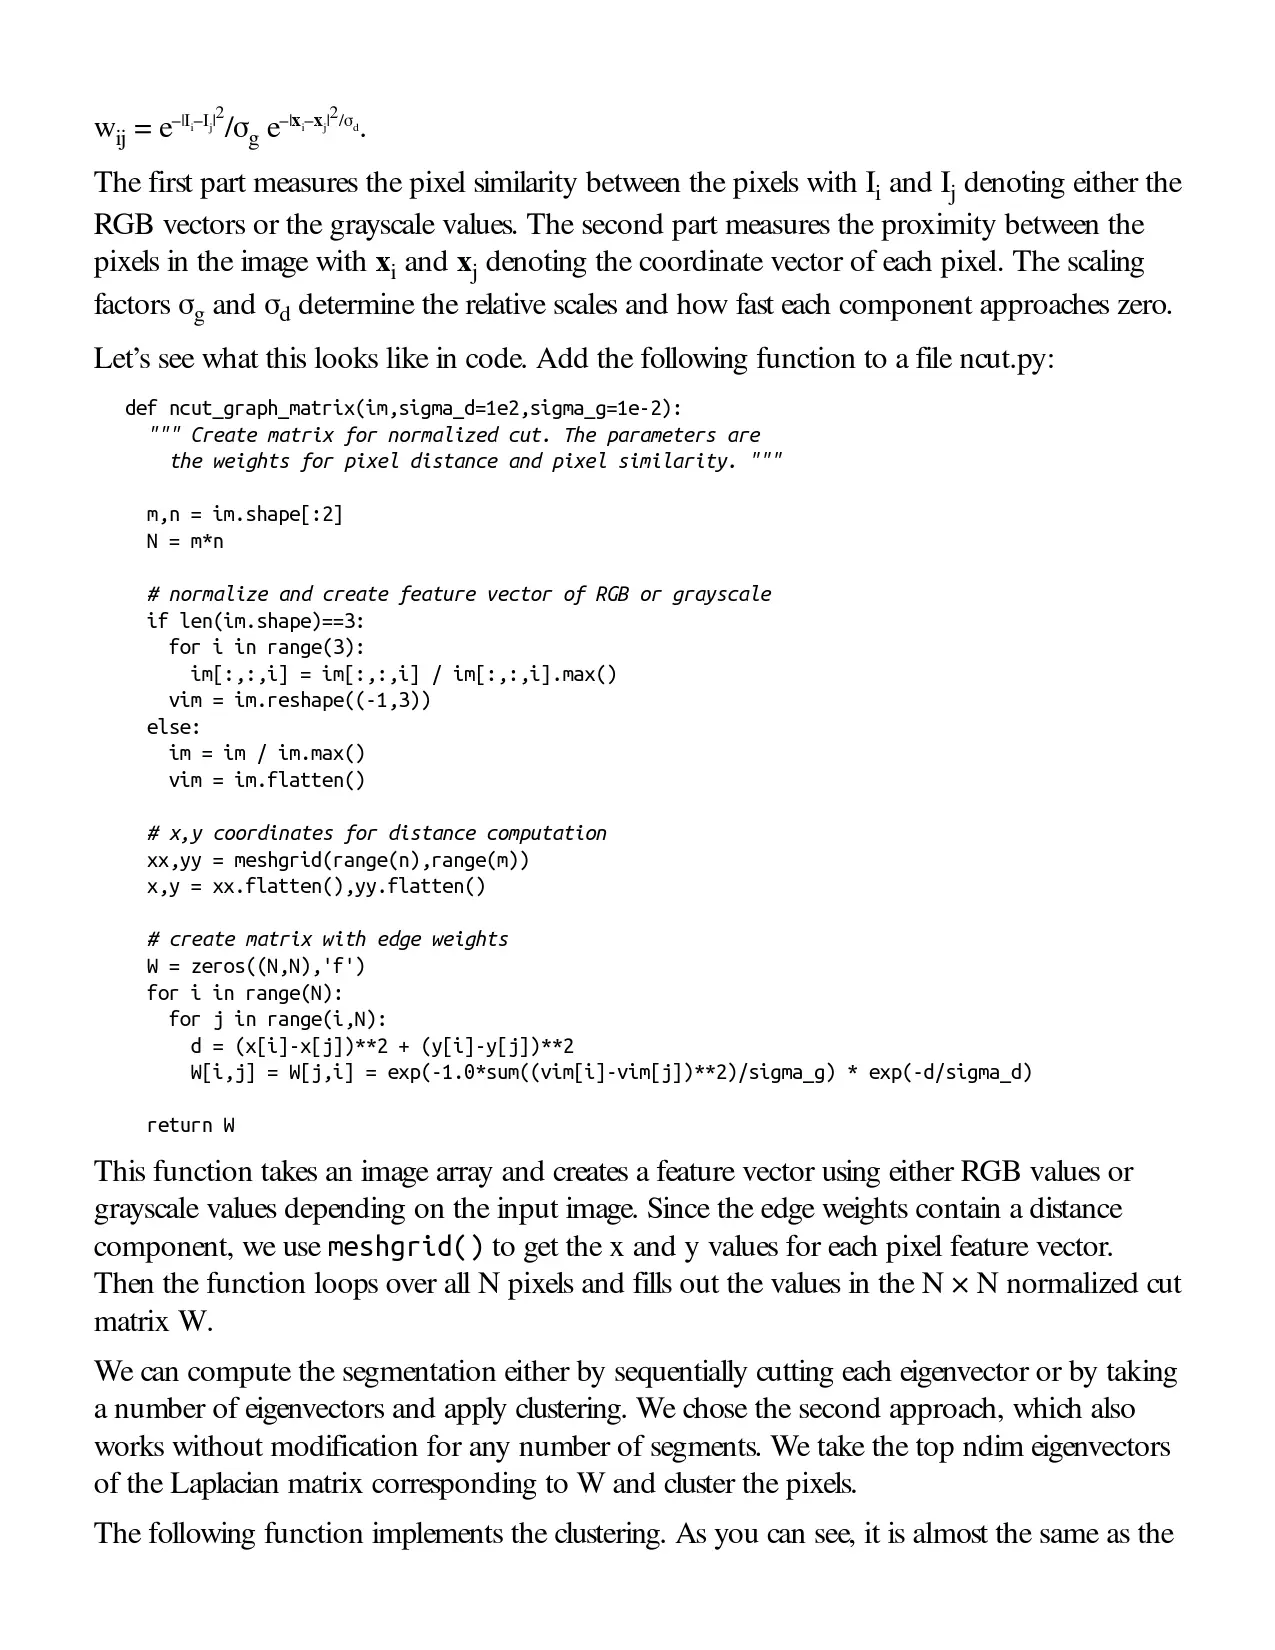 w_ij = e^–|I_i–I_j|^2/σ_g e^–|x_i–x_j|^2/σ_d.
The first part measures the pixel similarity between the pixels with I_i and I_j denoting either the
RGB vectors or the grayscale values. The second part measures the proximity between the
pixels in the image with x_i and x_j denoting the coordinate vector of each pixel. The scaling
factors σ_g and σ_d determine the relative scales and how fast each component approaches zero.
Let’s see what this looks like in code. Add the following function to a file ncut.py:
def ncut_graph_matrix(im,sigma_d=1e2,sigma_g=1e-2):
  """ Create matrix for normalized cut. The parameters are
    the weights for pixel distance and pixel similarity. """
  m,n = im.shape[:2]
  N = m*n
  # normalize and create feature vector of RGB or grayscale
  if len(im.shape)==3:
    for i in range(3):
      im[:,:,i] = im[:,:,i] / im[:,:,i].max()
    vim = im.reshape((-1,3))
  else:
    im = im / im.max()
    vim = im.flatten()
  # x,y coordinates for distance computation
  xx,yy = meshgrid(range(n),range(m))
  x,y = xx.flatten(),yy.flatten()
  # create matrix with edge weights
  W = zeros((N,N),'f')
  for i in range(N):
    for j in range(i,N):
      d = (x[i]-x[j])**2 + (y[i]-y[j])**2
      W[i,j] = W[j,i] = exp(-1.0*sum((vim[i]-vim[j])**2)/sigma_g) * exp(-d/sigma_d)
  return W
This function takes an image array and creates a feature vector using either RGB values or
grayscale values depending on the input image. Since the edge weights contain a distance
component, we use meshgrid() to get the x and y values for each pixel feature vector.
Then the function loops over all N pixels and fills out the values in the N × N normalized cut
matrix W.
We can compute the segmentation either by sequentially cutting each eigenvector or by taking
a number of eigenvectors and apply clustering. We chose the second approach, which also
works without modification for any number of segments. We take the top ndim eigenvectors
of the Laplacian matrix corresponding to W and cluster the pixels.
The following function implements the clustering. As you can see, it is almost the same as the